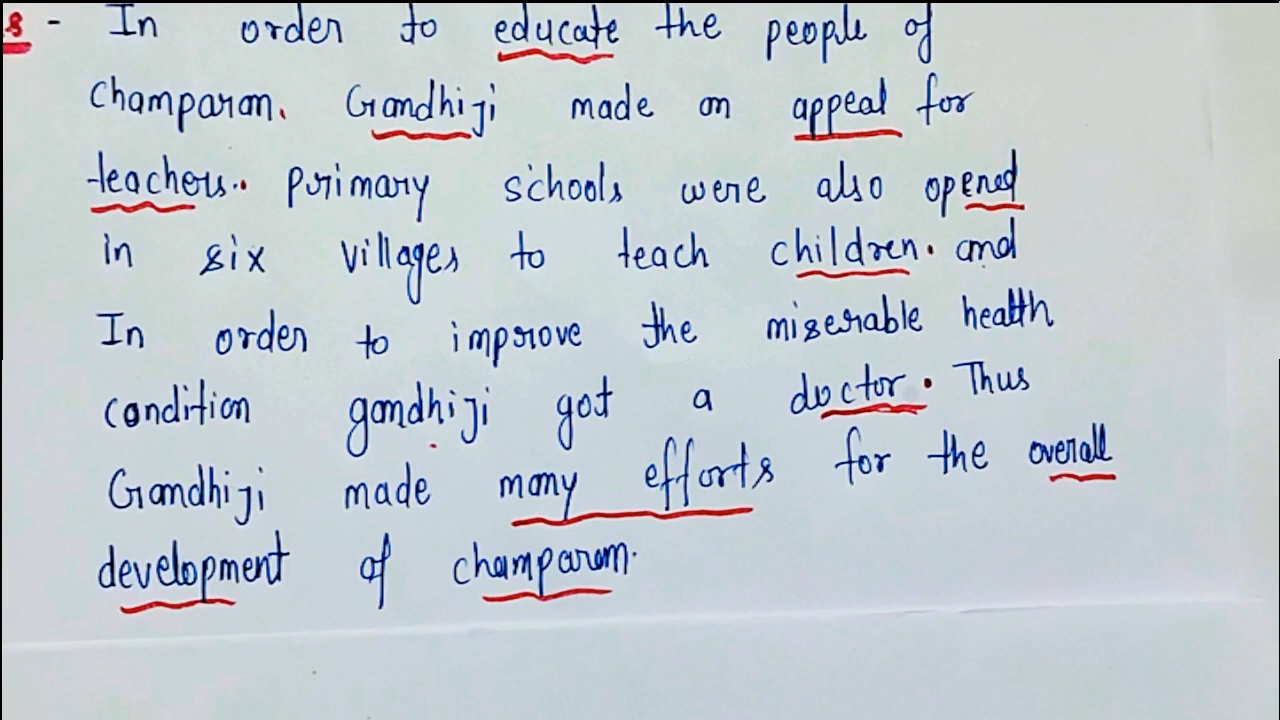 8 - In order to educate the people of
Champaran. Gandhiji made an appeal for
teachers.. primary schools were also opened
in six villages to teach children. and
In order to improve the miserable health
condition gandhiji got a doctor. Thus
Gandhiji made many efforts for the overall
development of champaran.